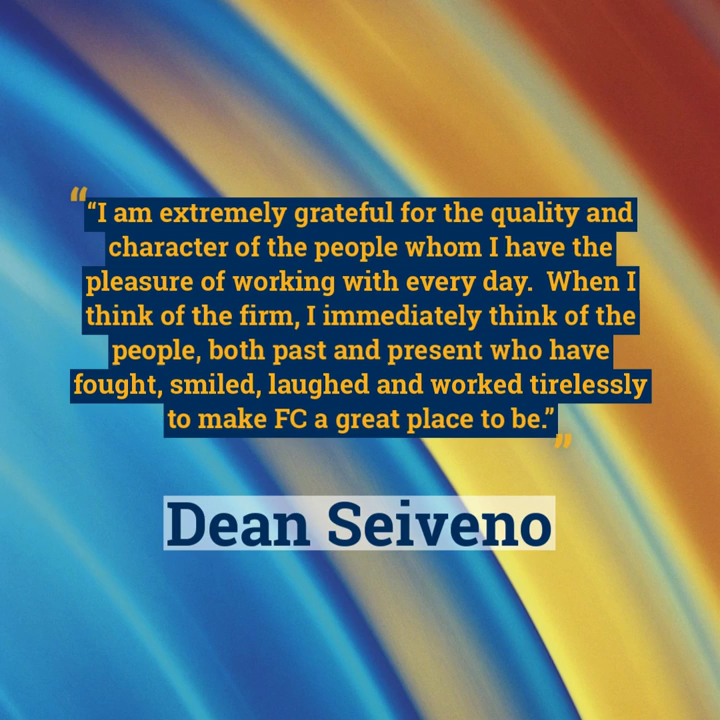 “
“I am extremely grateful for the quality and
character of the people whom I have the
pleasure of working with every day.  When I
think of the firm, I immediately think of the
people, both past and present who have
fought, smiled, laughed and worked tirelessly
to make FC a great place to be.”
”
Dean Seiveno